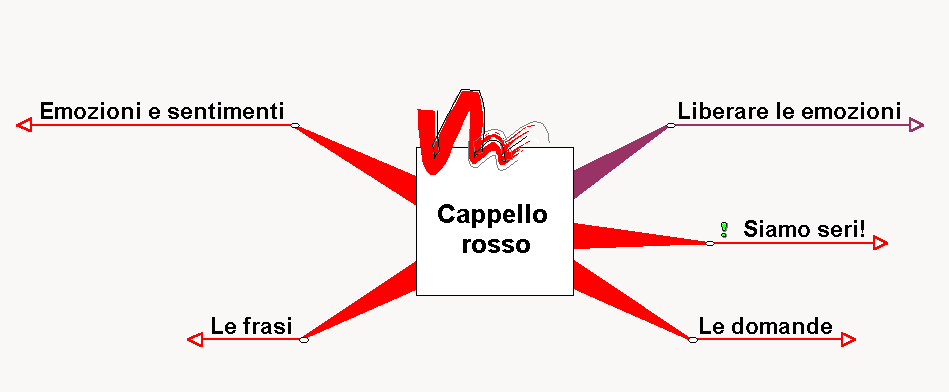 Emozioni e sentimenti
Liberare le emozioni
Cappello
rosso
! Siamo seri!
Le frasi
Le domande